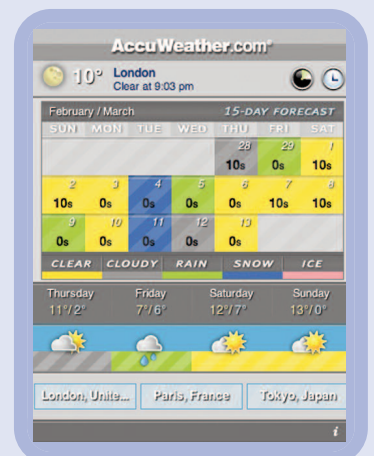 AccuWeather.com®
10° London
Clear at 9:03 pm
February / March 15-DAY FORECAST
SUN MON TUE WED THU FRI SAT
28 29 1
10s 0s 10s
2 3 4 5 6 7 8
10s 0s 0s 0s 0s 10s 10s
9 10 11 12 13
0s 0s 0s 0s 0s
CLEAR CLOUDY RAIN SNOW ICE
Thursday Friday Saturday Sunday
11°/2° 7°/6° 12°/7° 13°/0°
London, Unite... Paris, France Tokyo, Japan
i